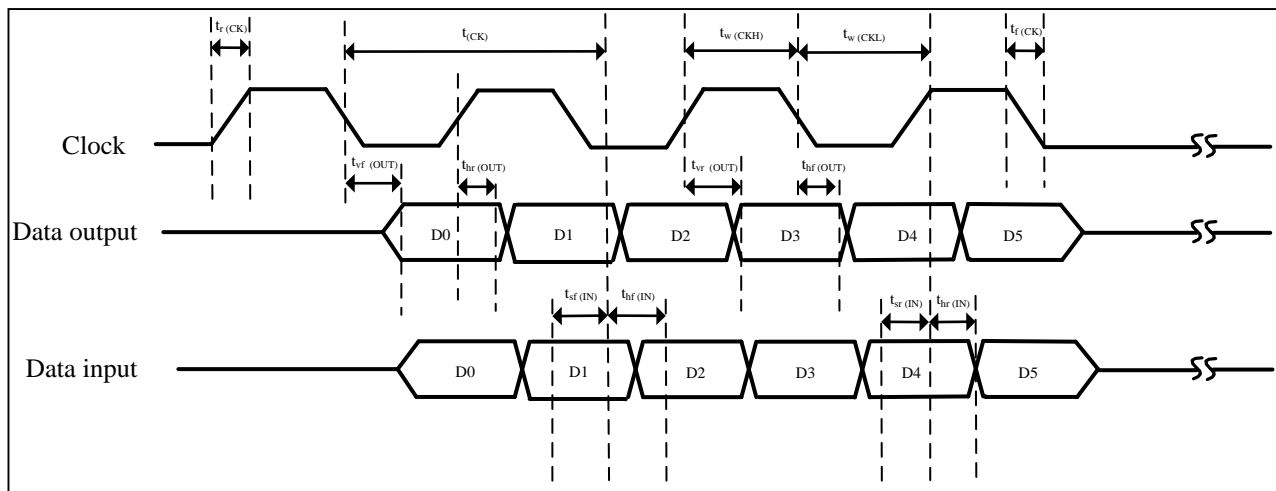 tr (CK)
t(CK)
tw (CKH)
tw (CKL)
tf (CK)
Clock
tvf (OUT)
thr (OUT)
tvr (OUT)
thf (OUT)
Data output
D0
D1
D2
D3
D4
D5
tsf (IN)
thf (IN)
tsr (IN)
thr (IN)
Data input
D0
D1
D2
D3
D4
D5